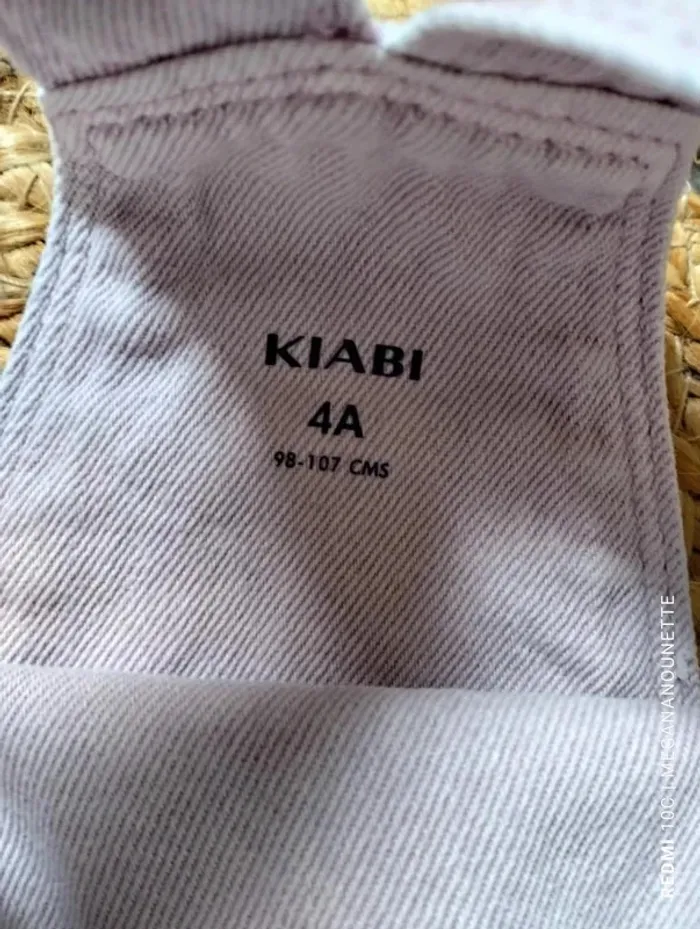 KIABI
4A
98-107 CMS
REDMI 10C | MEGANANOUNETTE